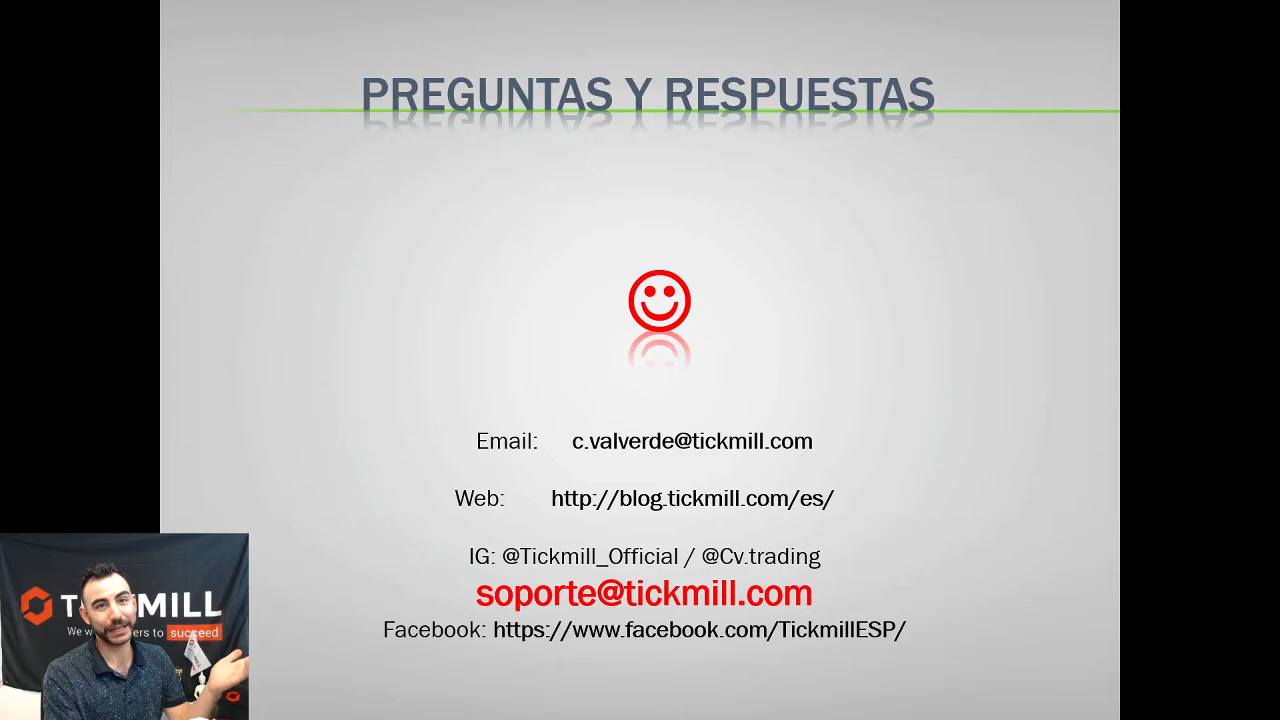 PREGUNTAS Y RESPUESTAS
Email: c.valverde@tickmill.com
Web: http://blog.tickmill.com/es/
IG: @Tickmill_Official / @Cv.trading
soporte@tickmill.com
Facebook: https://www.facebook.com/TickmillESP/
succeed